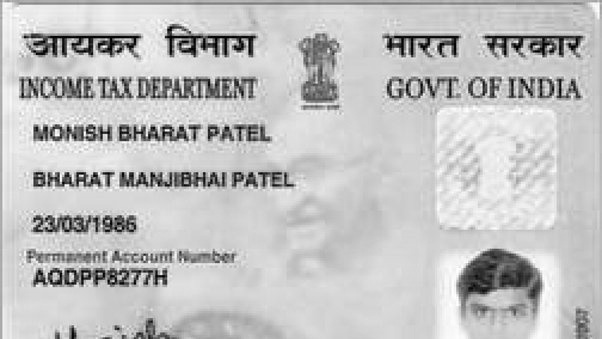 आयकर विभाग भारत सरकार
INCOME TAX DEPARTMENT GOVT. OF INDIA
MONISH BHARAT PATEL
BHARAT MANJIBHAI PATEL
23/03/1986
Permanent Account Number
AQDPP8277H